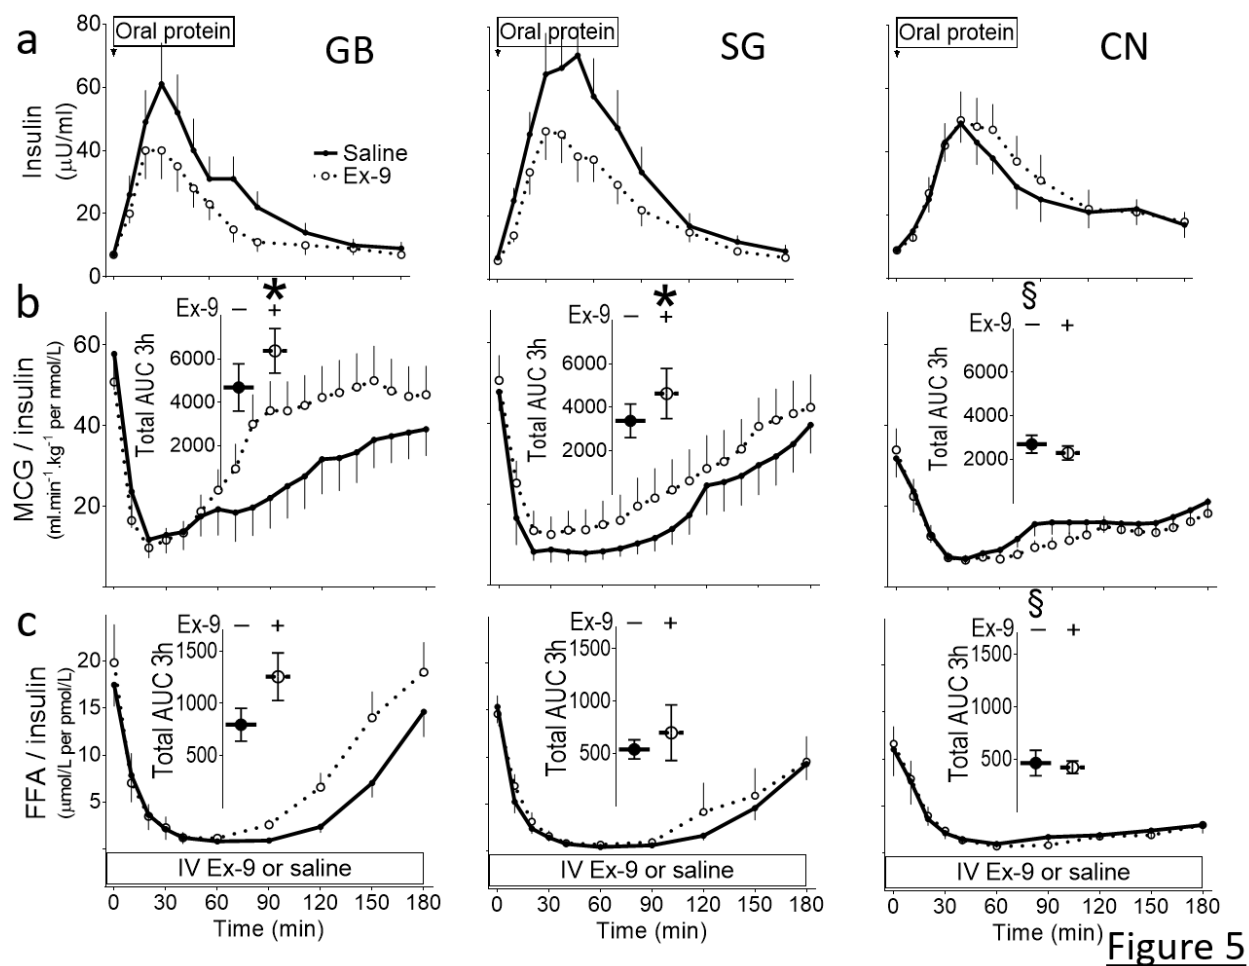 a
Oral protein
GB
Oral protein
SG
Oral protein
CN
Insulin
(μU/ml)
80
60
40
20
0
Saline
Ex-9
b
MCG / insulin
(ml.min⁻¹.kg⁻¹ per nmol/L)
60
40
20
Ex-9 − +
*
Total AUC 3h
6000
4000
2000
Ex-9 − +
*
Total AUC 3h
6000
4000
2000
§
Ex-9 − +
Total AUC 3h
6000
4000
2000
c
FFA / insulin
(μmol/L per pmol/L)
20
15
10
5
Ex-9 − +
Total AUC 3h
1500
1000
500
Ex-9 − +
Total AUC 3h
1500
1000
500
§
Ex-9 − +
Total AUC 3h
1500
1000
500
IV Ex-9 or saline
IV Ex-9 or saline
IV Ex-9 or saline
0 30 60 90 120 150 180
0 30 60 90 120 150 180
0 30 60 90 120 150 180
Time (min)
Time (min)
Time (min)
Figure 5